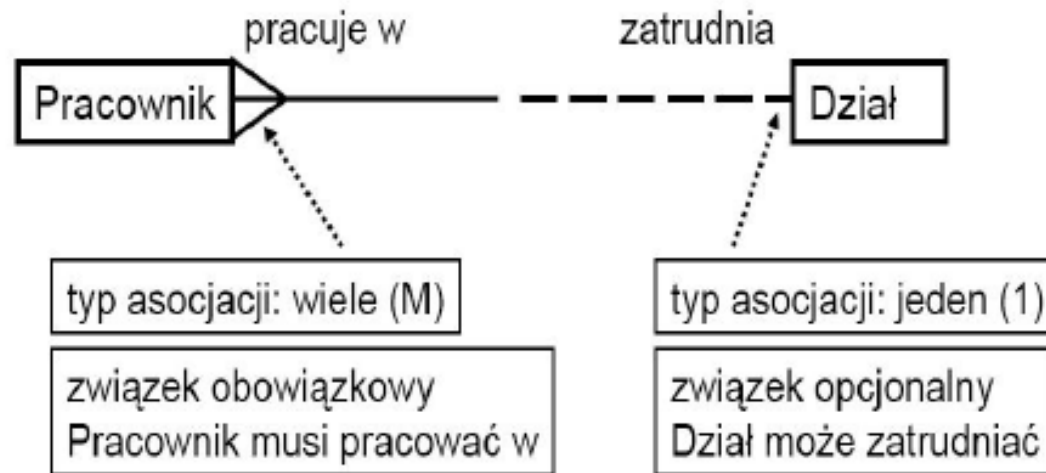 pracuje w
zatrudnia
Pracownik
Dział
typ asocjacji: wiele (M)
typ asocjacji: jeden (1)
związek obowiązkowy
Pracownik musi pracować w
związek opcjonalny
Dział może zatrudniać